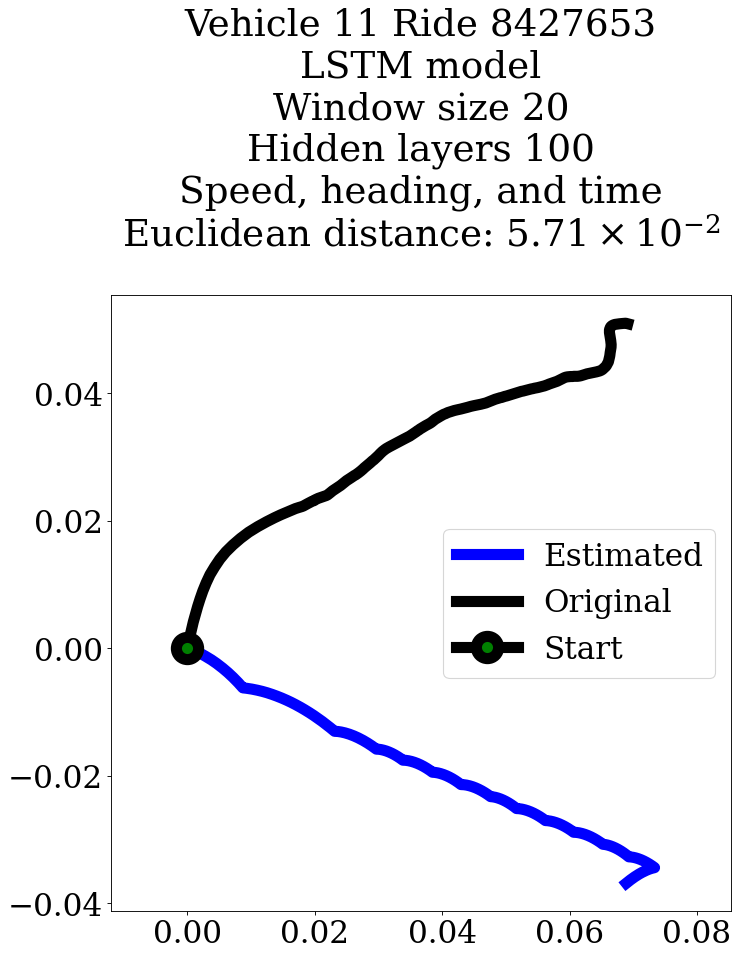 Vehicle 11 Ride 8427653
LSTM model
Window size 20
Hidden layers 100
Speed, heading, and time
Euclidean distance: 5.71 × 10⁻²
0.04
0.02
0.00
−0.02
−0.04
Estimated
Original
Start
0.00 0.02 0.04 0.06 0.08